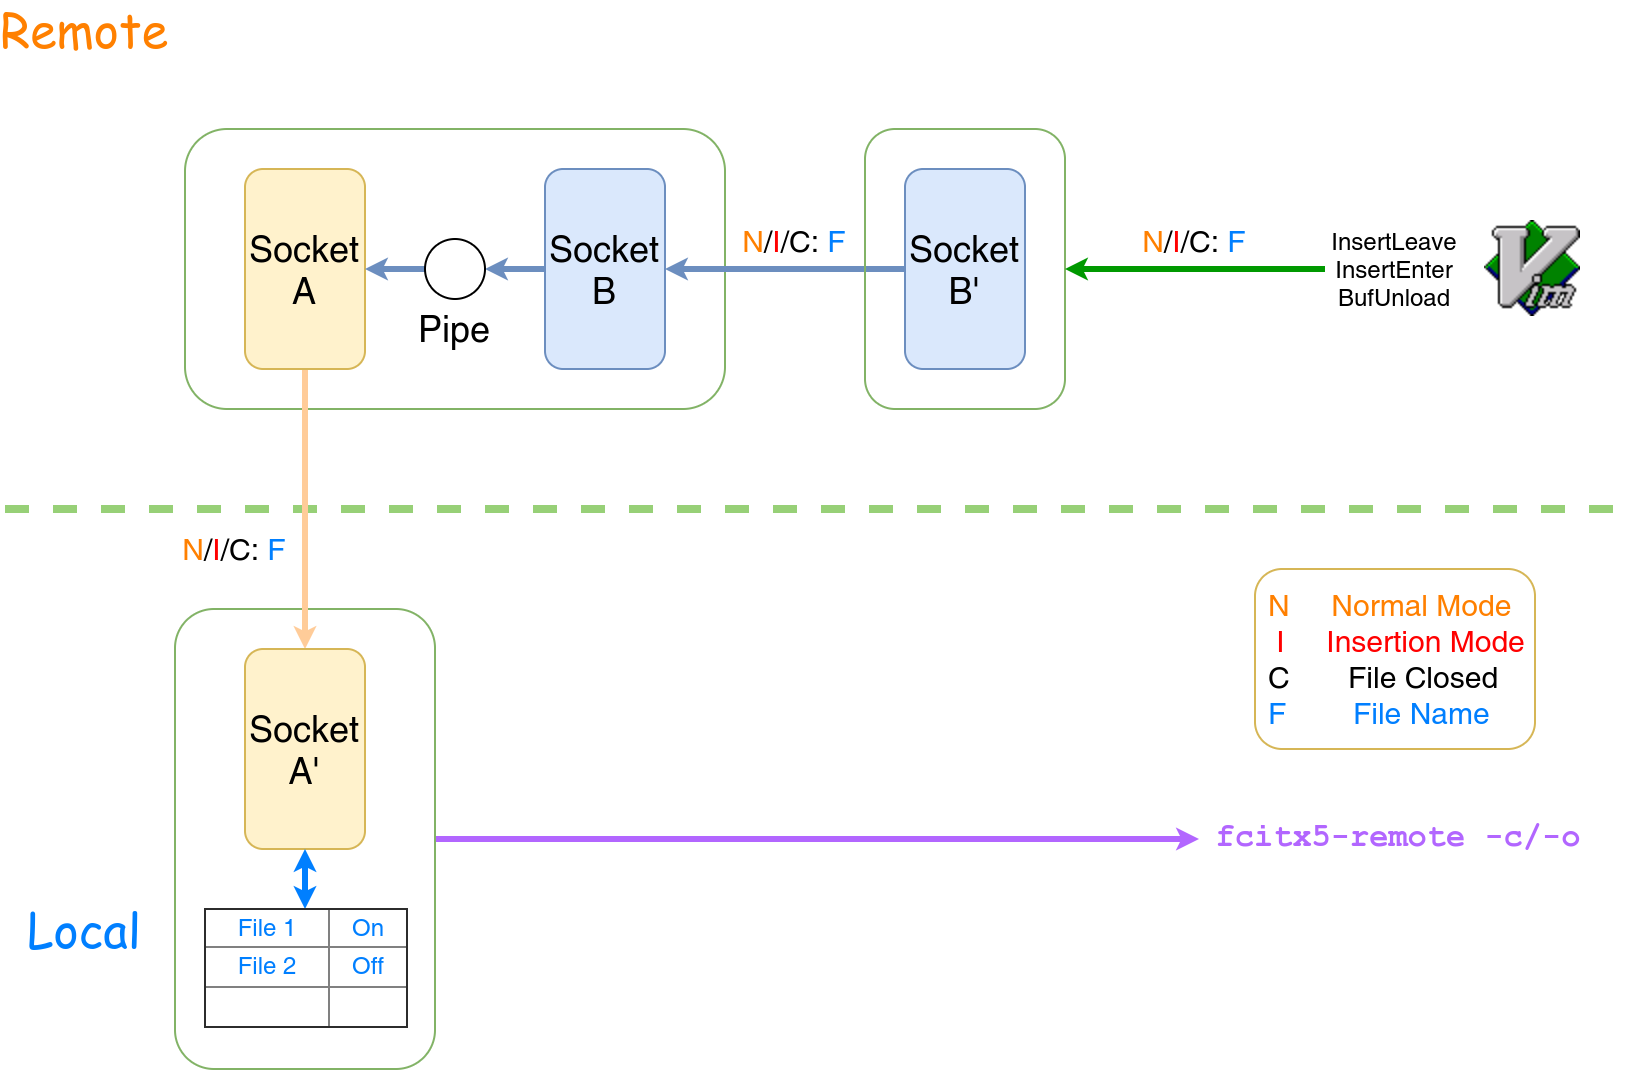 Remote
Socket
A
Pipe
Socket
B
N/I/C: F
Socket
B'
N/I/C: F
InsertLeave
InsertEnter
BufUnload
Vim
N/I/C: F
N Normal Mode
I Insertion Mode
C File Closed
F File Name
Socket
A'
fcitx5-remote -c/-o
Local
File 1 On
File 2 Off